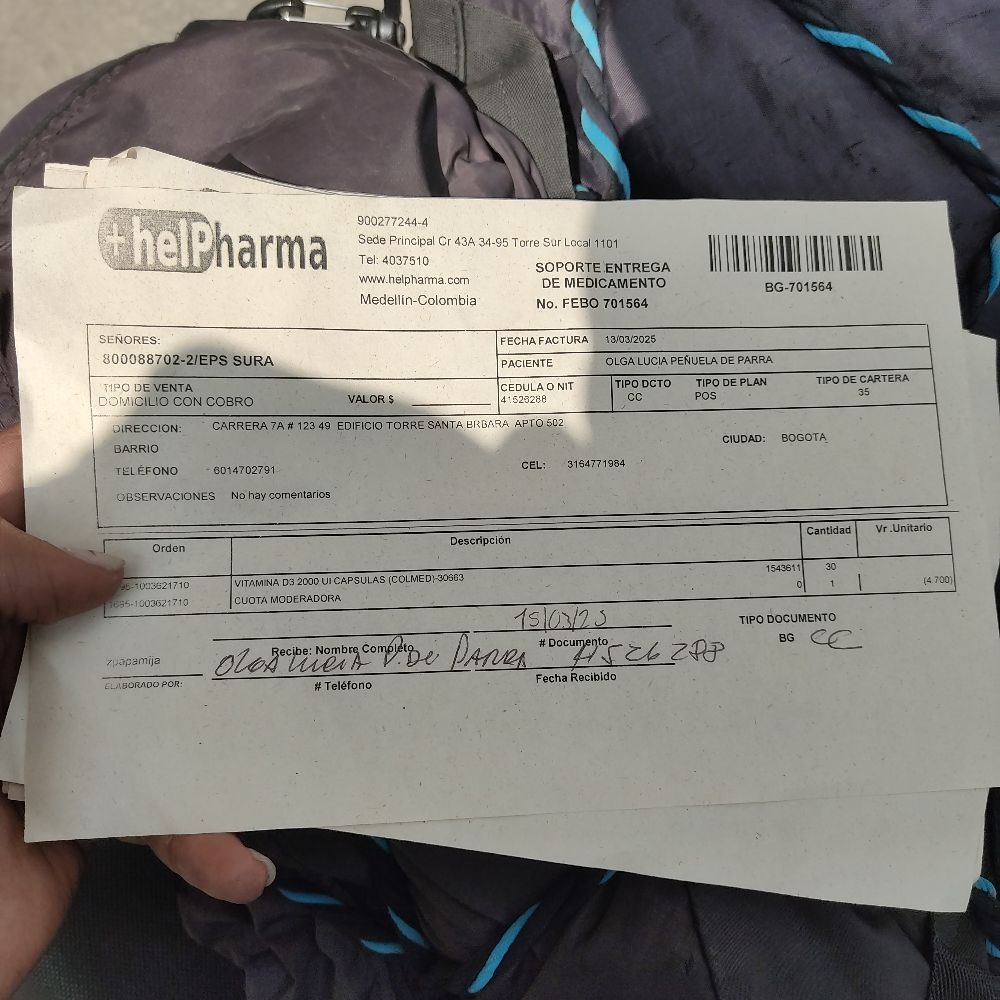 +helPharma
900277244-4
Sede Principal Cr 43A 34-95 Torre Sur Local 1101
Tel: 4037510
www.helpharma.com
Medellín-Colombia
SOPORTE ENTREGA
DE MEDICAMENTO
No. FEBO 701564
BG-701564
SEÑORES:
800088702-2/EPS SURA
FECHA FACTURA 13/03/2025
PACIENTE OLGA LUCIA PEÑUELA DE PARRA
TIPO DE VENTA
DOMICILIO CON COBRO VALOR $
CEDULA O NIT
41526288
TIPO DCTO
CC
TIPO DE PLAN
POS
TIPO DE CARTERA
35
DIRECCION: CARRERA 7A # 123 49 EDIFICIO TORRE SANTA BRBARA APTO 502
BARRIO
CIUDAD: BOGOTA
TELÉFONO 6014702791 CEL: 3164771984
OBSERVACIONES No hay comentarios
Orden Descripción Cantidad Vr .Unitario
95-1003621710 VITAMINA D3 2000 UI CAPSULAS (COLMED)-30663 1543611 30
1695-1003621710 CUOTA MODERADORA 0 1 (4.700)
15/03/25
TIPO DOCUMENTO
BG CC
Recibe: Nombre Completo # Documento
zpapamija OLGA LUCIA P. DE PARRA 41526288
ELABORADO POR: # Teléfono Fecha Recibido